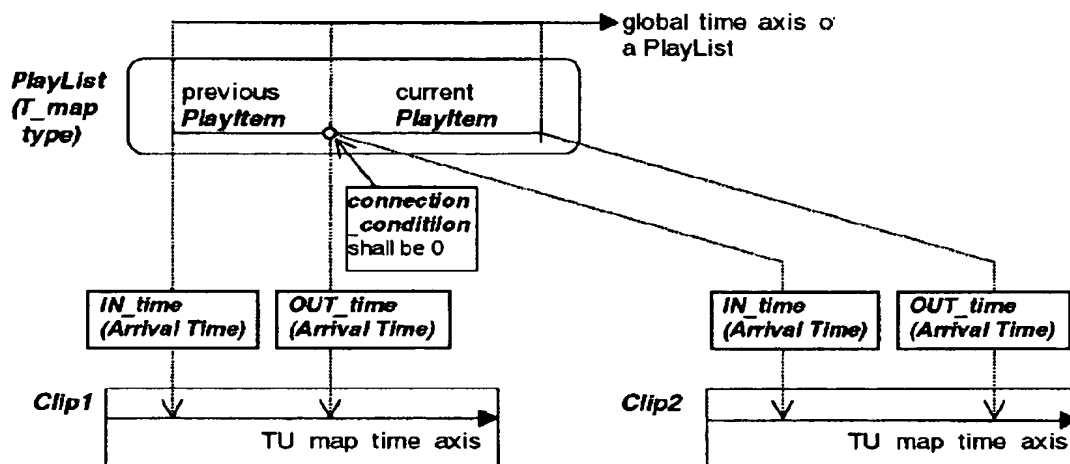 global time axis o
a PlayList
PlayList
(T_map
type)
previous
PlayItem
current
PlayItem
connection
_conditiion
shall be 0
IN_time
(Arrival Time)
OUT_time
(Arrival Time)
IN_time
(Arrival Time)
OUT_time
(Arrival Time)
Clip1
TU map time axis
Clip2
TU map time axis